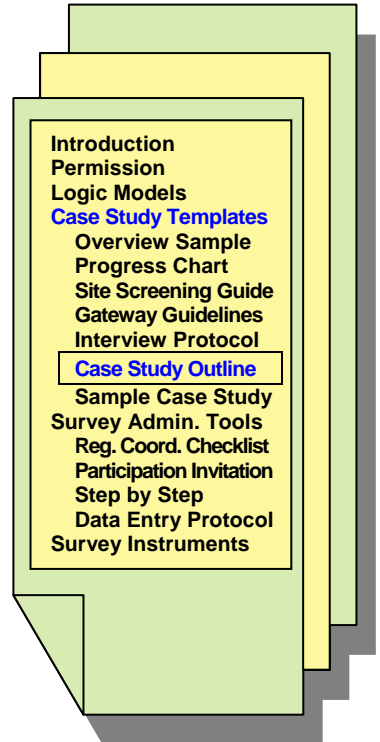 Introduction
Permission
Logic Models
Case Study Templates
Overview Sample
Progress Chart
Site Screening Guide
Gateway Guidelines
Interview Protocol
Case Study Outline
Sample Case Study
Survey Admin. Tools
Reg. Coord. Checklist
Participation Invitation
Step by Step
Data Entry Protocol
Survey Instruments